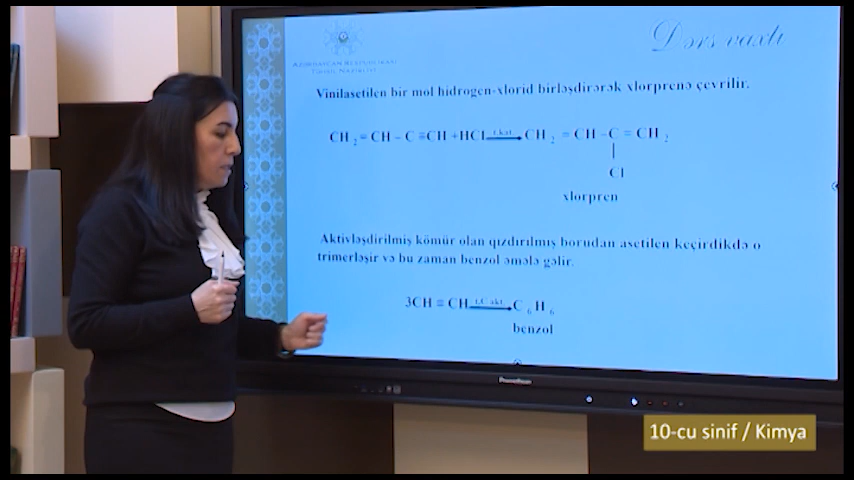 Dərs vaxtı
AZƏRBAYCAN RESPUBLİKASI
TƏHSİL NAZİRLİYİ
Vinilasetilen bir mol hidrogen-xlorid birləşdirərək xlorprenə çevrilir.
CH₂ = CH – C ≡CH +HCl t,kat CH₂ = CH –C = CH₂
Cl
xlorpren
Aktivləşdirilmiş kömür olan qızdırılmış borudan asetilen keçirdikdə o
trimerləşir və bu zaman benzol əmələ gəlir.
3CH ≡ CH t,C akt. C₆H₆
benzol
Promethean
10-cu sinif / Kimya